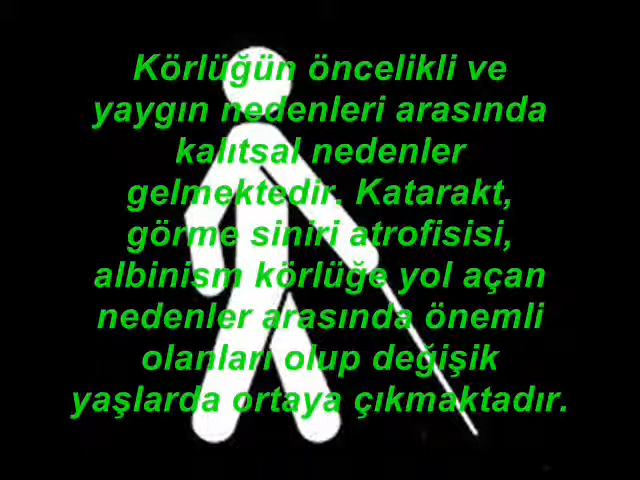 Körlüğün öncelikli ve
yaygın nedenleri arasında
kalıtsal nedenler
gelmektedir. Katarakt,
görme siniri atrofisisi,
albinism körlüğe yol açan
nedenler arasında önemli
olanları olup değişik
yaşlarda ortaya çıkmaktadır.